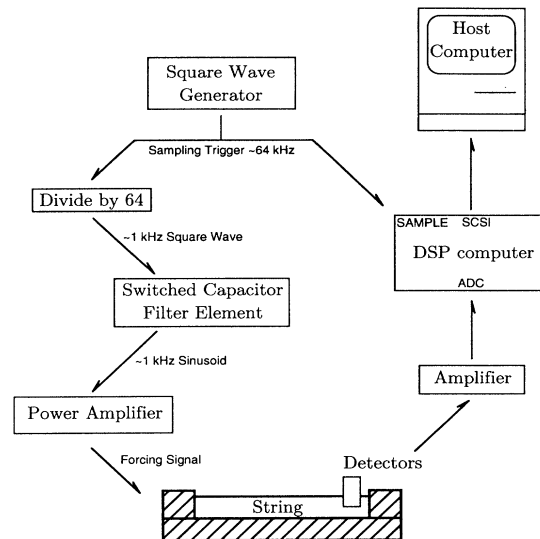 Host
Computer
Square Wave
Generator
Sampling Trigger ~64 kHz
Divide by 64
SAMPLE SCSI
DSP computer
ADC
~1 kHz Square Wave
Switched Capacitor
Filter Element
~1 kHz Sinusoid
Amplifier
Power Amplifier
Forcing Signal
Detectors
String